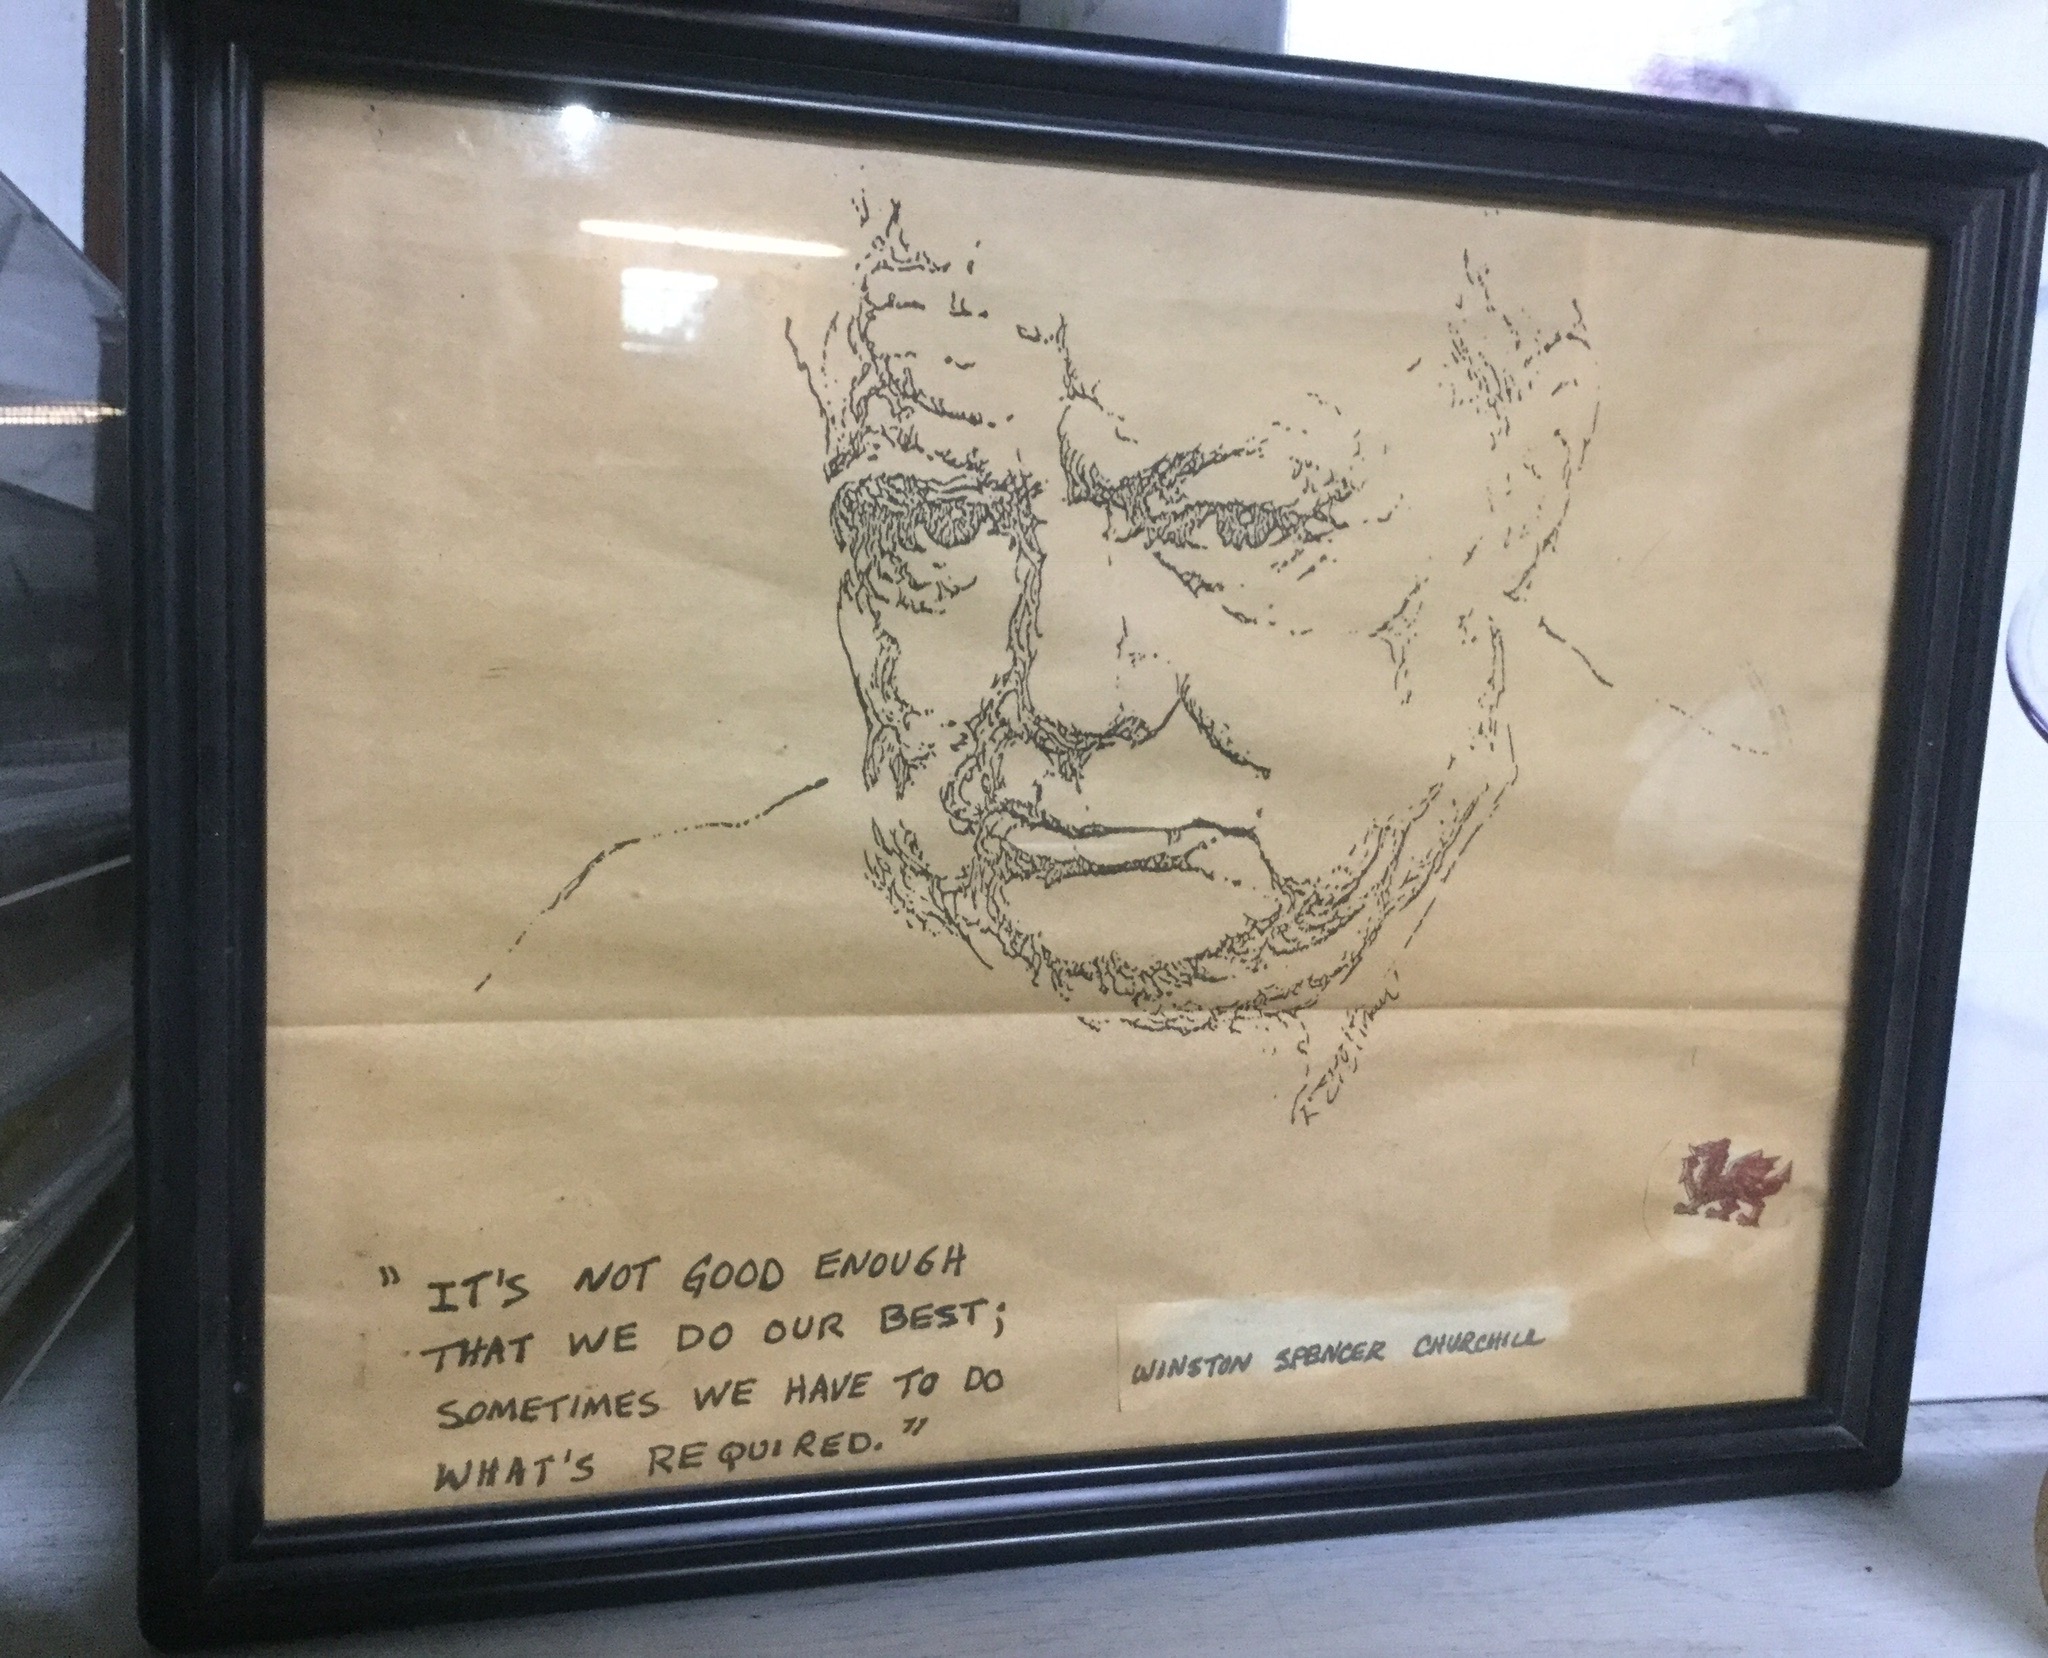 " IT'S NOT GOOD ENOUGH
THAT WE DO OUR BEST;
SOMETIMES WE HAVE TO DO
WHAT'S REQUIRED. "
WINSTON SPENCER CHURCHILL